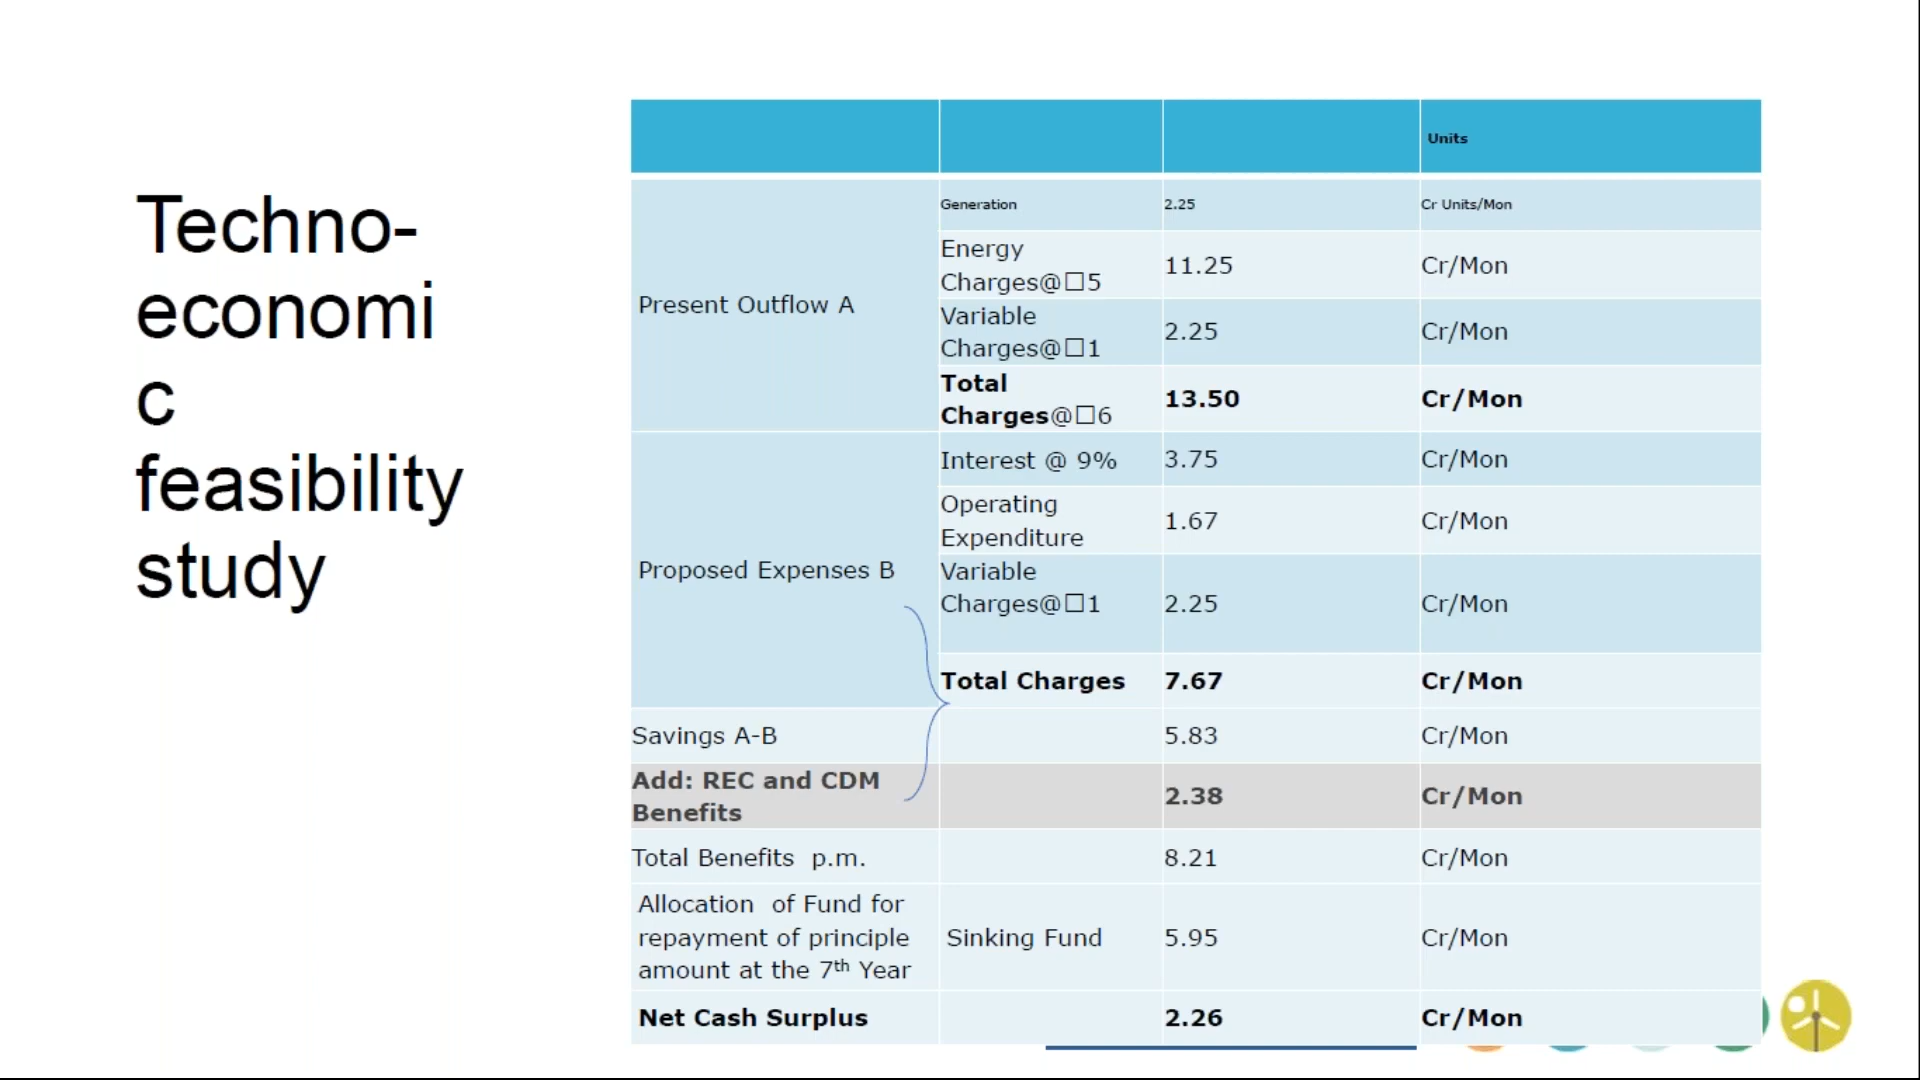 Techno-
economi
c
feasibility
study
Units
Present Outflow A
Generation
2.25
Cr Units/Mon
Energy
Charges@□5
11.25
Cr/Mon
Variable
Charges@□1
2.25
Cr/Mon
Total
Charges@□6
13.50
Cr/Mon
Proposed Expenses B
Interest @ 9%
3.75
Cr/Mon
Operating
Expenditure
1.67
Cr/Mon
Variable
Charges@□1
2.25
Cr/Mon
Total Charges
7.67
Cr/Mon
Savings A-B
5.83
Cr/Mon
Add: REC and CDM
Benefits
2.38
Cr/Mon
Total Benefits  p.m.
8.21
Cr/Mon
Allocation  of Fund for
repayment of principle
amount at the 7th Year
Sinking Fund
5.95
Cr/Mon
Net Cash Surplus
2.26
Cr/Mon